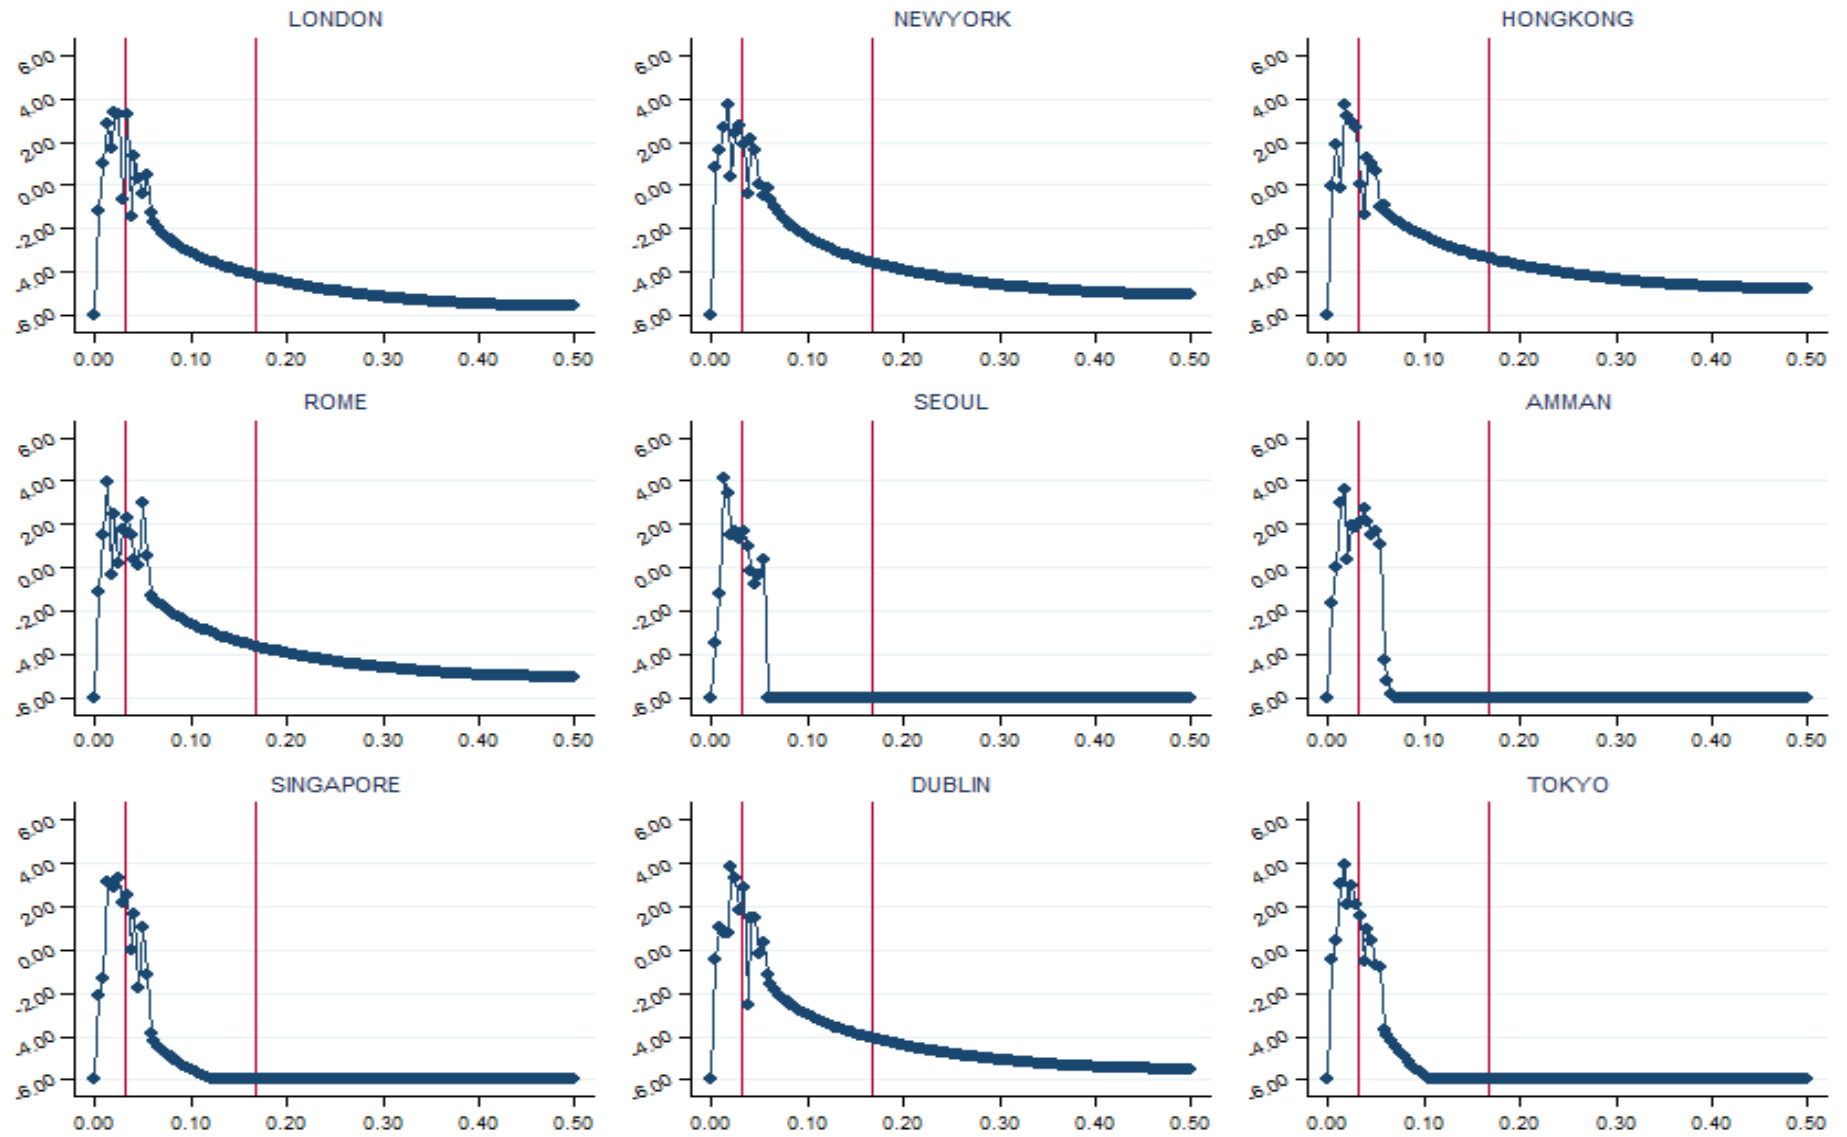 LONDON NEWYORK HONGKONG
6.00 6.00 6.00
4.00 4.00 4.00
2.00 2.00 2.00
0.00 0.00 0.00
-2.00 -2.00 -2.00
-4.00 -4.00 -4.00
-6.00 -6.00 -6.00
0.00 0.10 0.20 0.30 0.40 0.50 0.00 0.10 0.20 0.30 0.40 0.50 0.00 0.10 0.20 0.30 0.40 0.50
ROME SEOUL AMMAN
6.00 6.00 6.00
4.00 4.00 4.00
2.00 2.00 2.00
0.00 0.00 0.00
-2.00 -2.00 -2.00
-4.00 -4.00 -4.00
-6.00 -6.00 -6.00
0.00 0.10 0.20 0.30 0.40 0.50 0.00 0.10 0.20 0.30 0.40 0.50 0.00 0.10 0.20 0.30 0.40 0.50
SINGAPORE DUBLIN TOKYO
6.00 6.00 6.00
4.00 4.00 4.00
2.00 2.00 2.00
0.00 0.00 0.00
-2.00 -2.00 -2.00
-4.00 -4.00 -4.00
-6.00 -6.00 -6.00
0.00 0.10 0.20 0.30 0.40 0.50 0.00 0.10 0.20 0.30 0.40 0.50 0.00 0.10 0.20 0.30 0.40 0.50